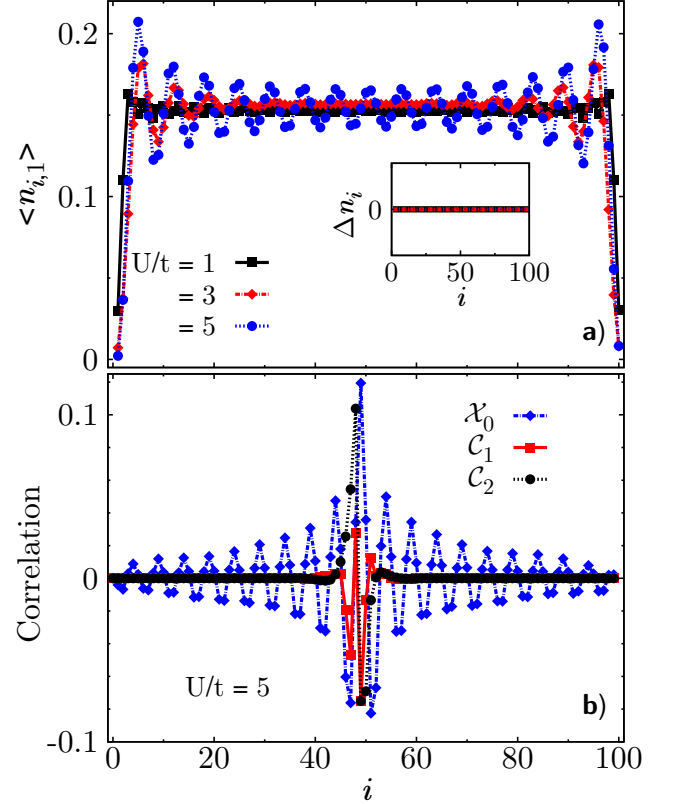 0.2
0.1
0
<n_{i,1}>
U/t = 1
= 3
= 5
Δn_i
0
0 50 100
i
a)
0.1
0
-0.1
Correlation
𝒳_0
𝒞_1
𝒞_2
U/t = 5
b)
0 20 40 60 80 100
i